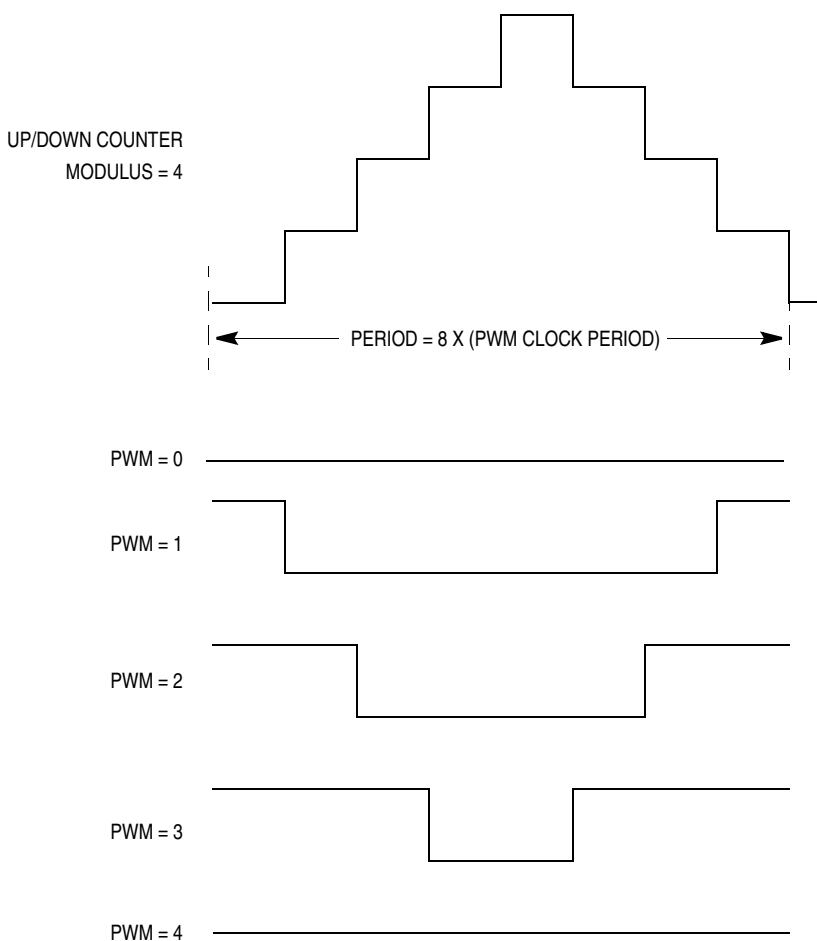 UP/DOWN COUNTER
MODULUS = 4
PERIOD = 8 X (PWM CLOCK PERIOD)
PWM = 0
PWM = 1
PWM = 2
PWM = 3
PWM = 4